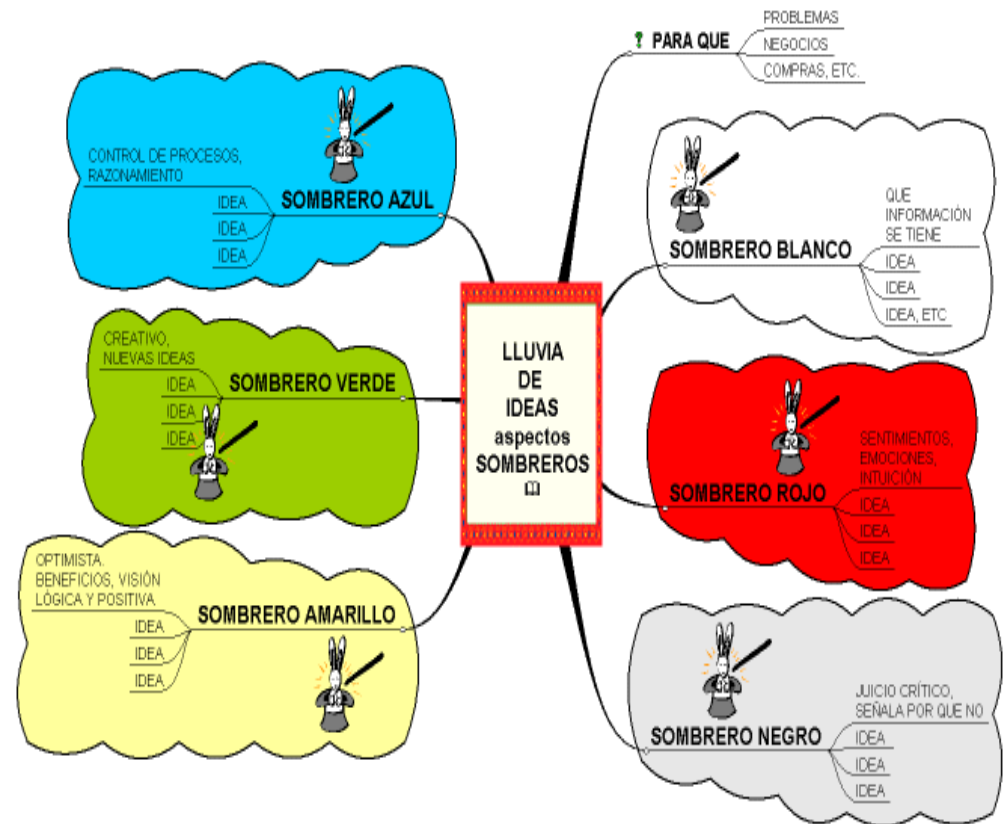 LLUVIA
DE
IDEAS
aspectos
SOMBREROS
PARA QUE
PROBLEMAS
NEGOCIOS
COMPRAS, ETC.
SOMBRERO BLANCO
QUE
INFORMACIÓN
SE TIENE
IDEA
IDEA
IDEA, ETC
SOMBRERO ROJO
SENTIMIENTOS,
EMOCIONES,
INTUICIÓN
IDEA
IDEA
IDEA
SOMBRERO NEGRO
JUICIO CRÍTICO,
SEÑALA POR QUE NO
IDEA
IDEA
IDEA
SOMBRERO AZUL
CONTROL DE PROCESOS,
RAZONAMIENTO
IDEA
IDEA
IDEA
SOMBRERO VERDE
CREATIVO,
NUEVAS IDEAS
IDEA
IDEA
IDEA
SOMBRERO AMARILLO
OPTIMISTA.
BENEFICIOS, VISIÓN
LÓGICA Y POSITIVA
IDEA
IDEA
IDEA